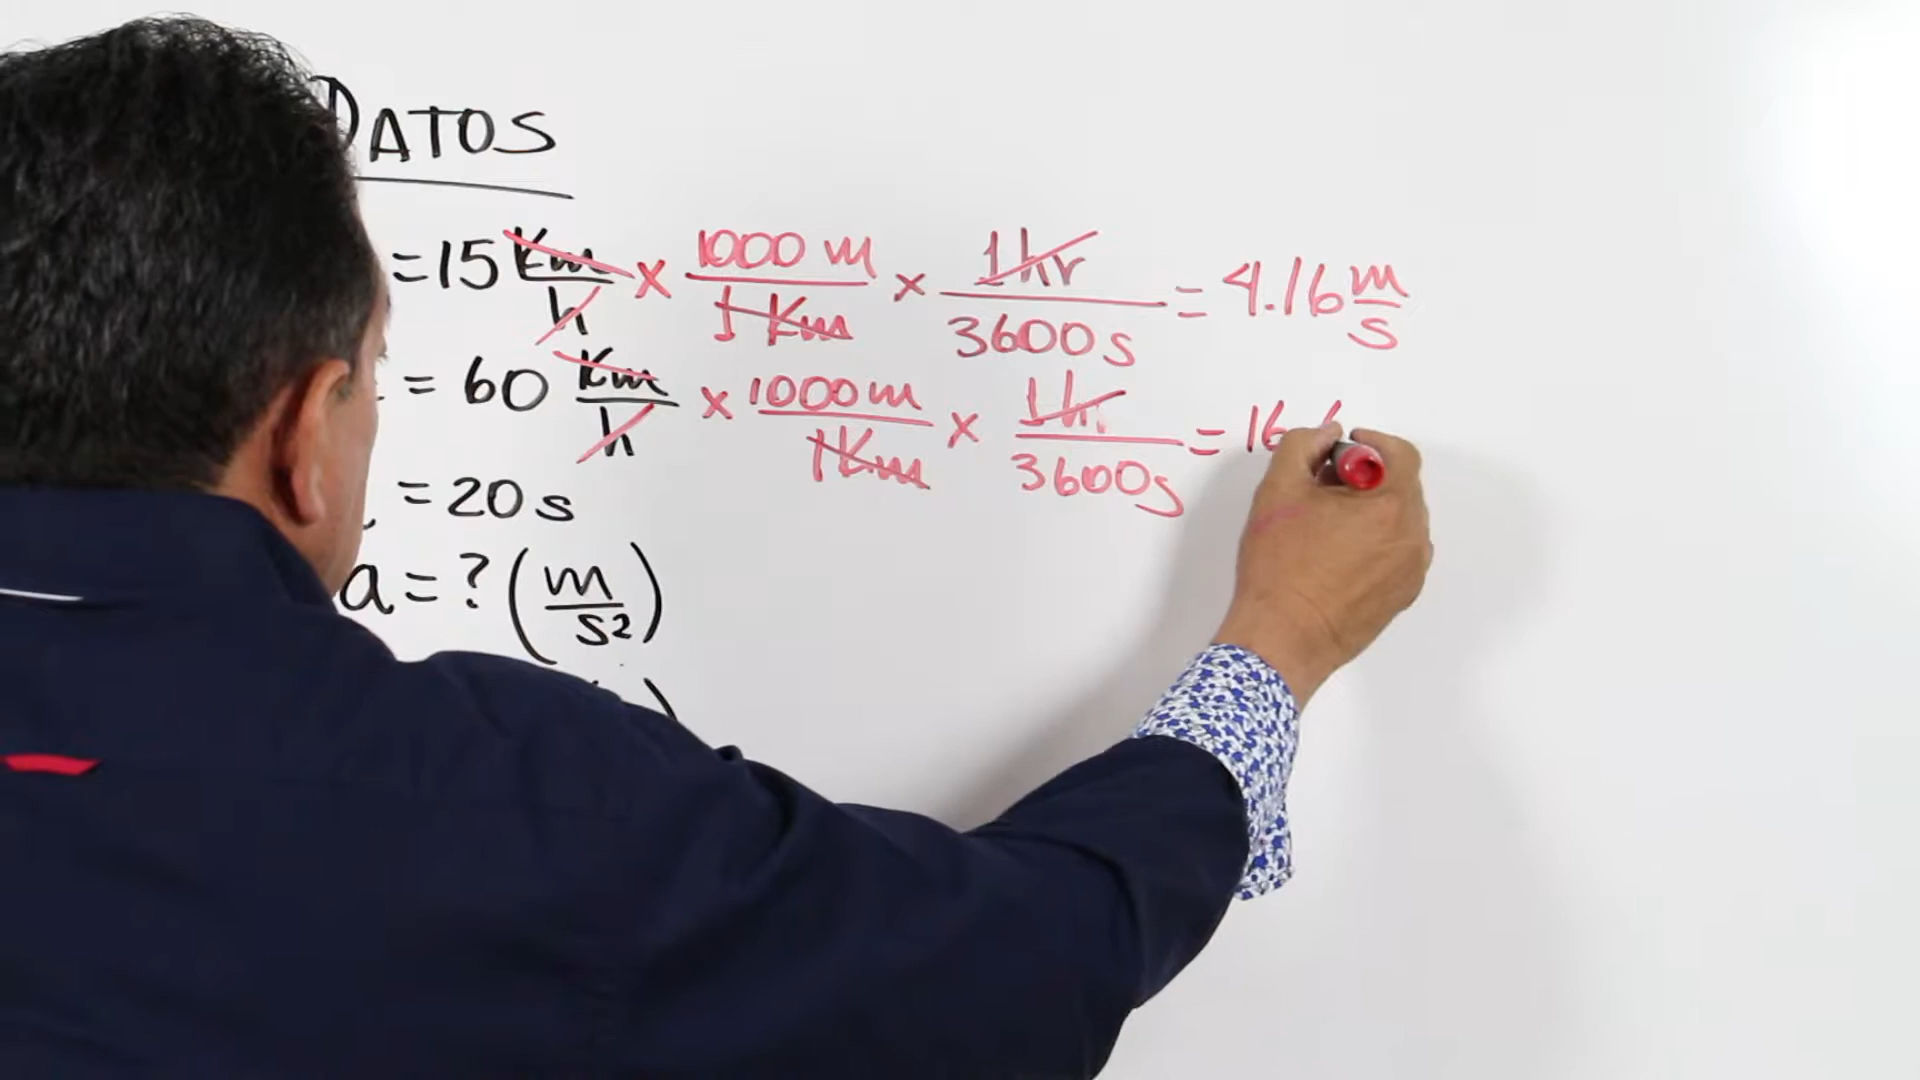 DATOS
= 15 Km/h x 1000 m/1 Km x 1 hr/3600 s = 4.16 m/s
= 60 Km/h x 1000 m/1 Km x 1 hr/3600 s = 16.6
= 20 s
a = ? (m/s²)